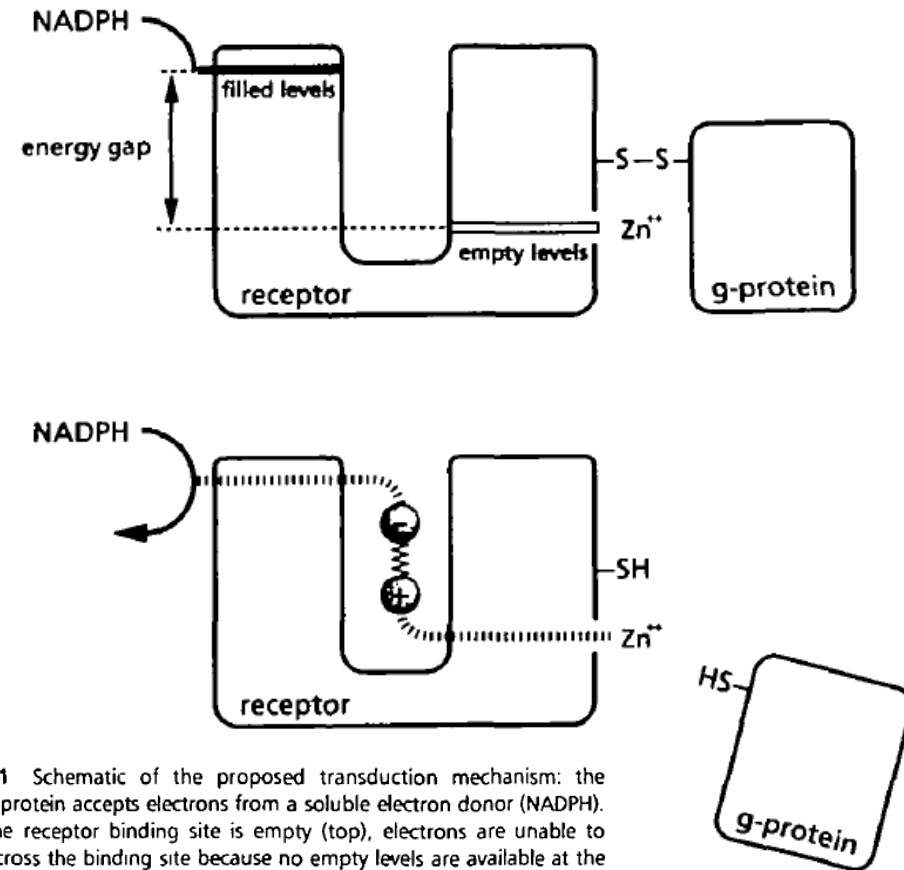 NADPH
filled levels
energy gap
S–S
Zn⁺⁺
empty levels
receptor
g-protein
NADPH
−
+
SH
Zn⁺⁺
receptor
HS
g-protein
1 Schematic of the proposed transduction mechanism: the
protein accepts electrons from a soluble electron donor (NADPH).
receptor binding site is empty (top), electrons are unable to
the binding site because no empty levels are available at the